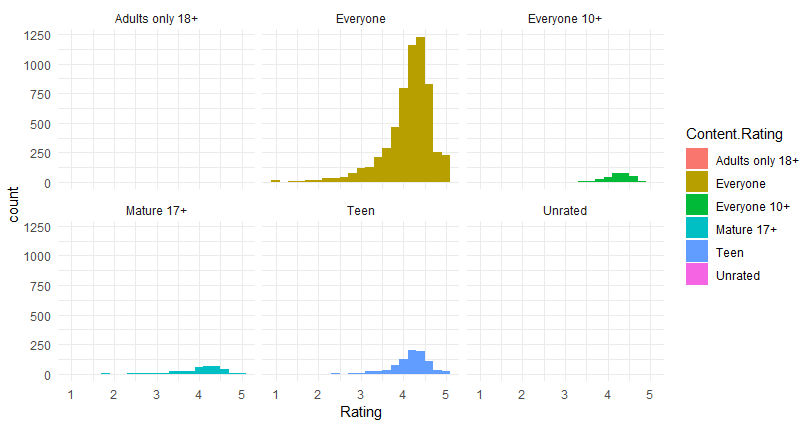 Adults only 18+ Everyone Everyone 10+
1250
1000
750
500
250
0
Mature 17+ Teen Unrated
1250
1000
750
500
250
0
count
1 2 3 4 5 1 2 3 4 5 1 2 3 4 5
Rating
Content.Rating
Adults only 18+
Everyone
Everyone 10+
Mature 17+
Teen
Unrated